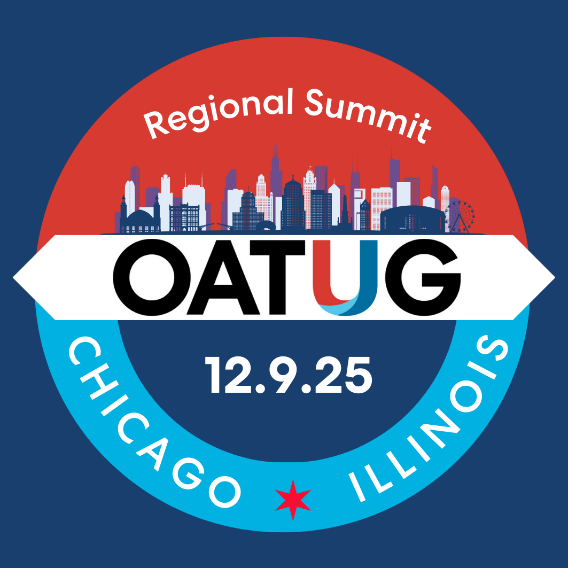 Regional Summit
OATUG
12.9.25
CHICAGO ILLINOIS